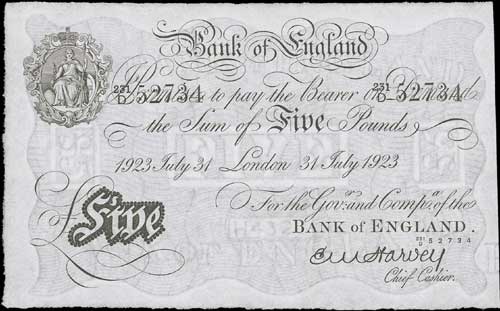 Bank of England
231/D 52734 to pay the Bearer on Demand 231/D 52734
the Sum of Five Pounds
1923 July 31 London 31 July 1923
For the Govr. and Compa. of the
BANK OF ENGLAND.
231/D 52734
Five
E M Harvey
Chief Cashier.